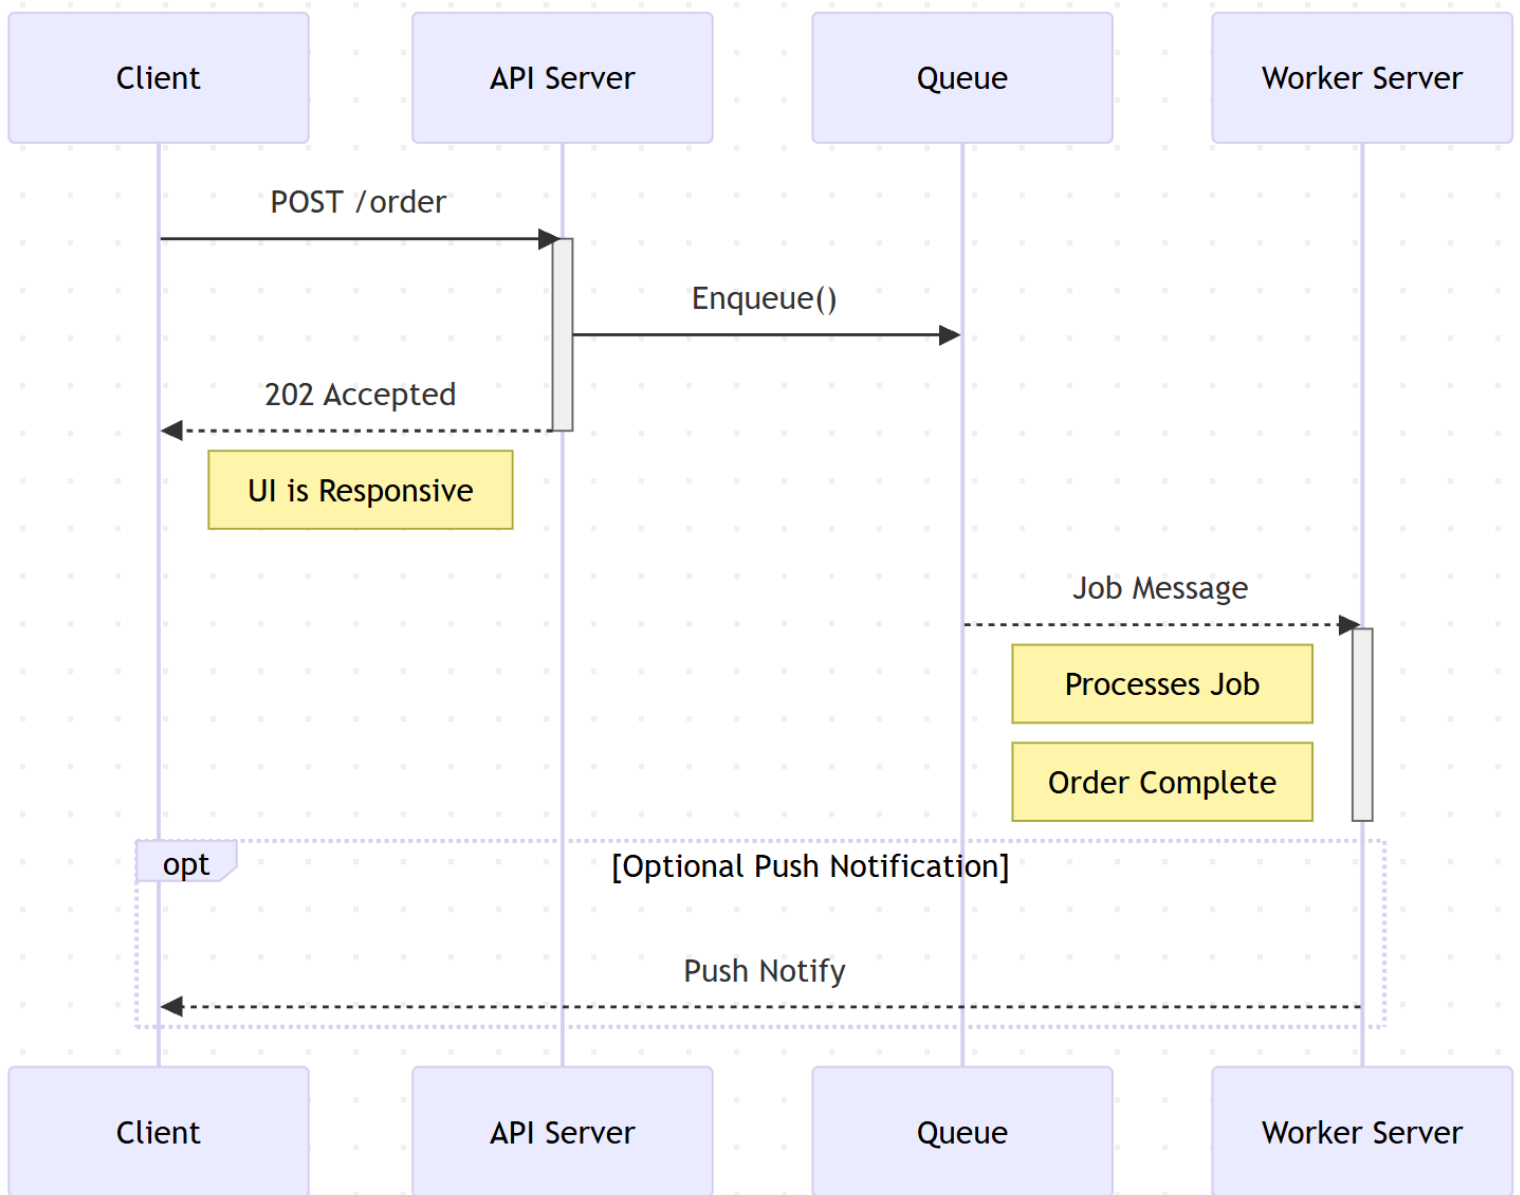 Client
API Server
Queue
Worker Server
POST /order
Enqueue()
202 Accepted
UI is Responsive
Job Message
Processes Job
Order Complete
opt
[Optional Push Notification]
Push Notify
Client
API Server
Queue
Worker Server